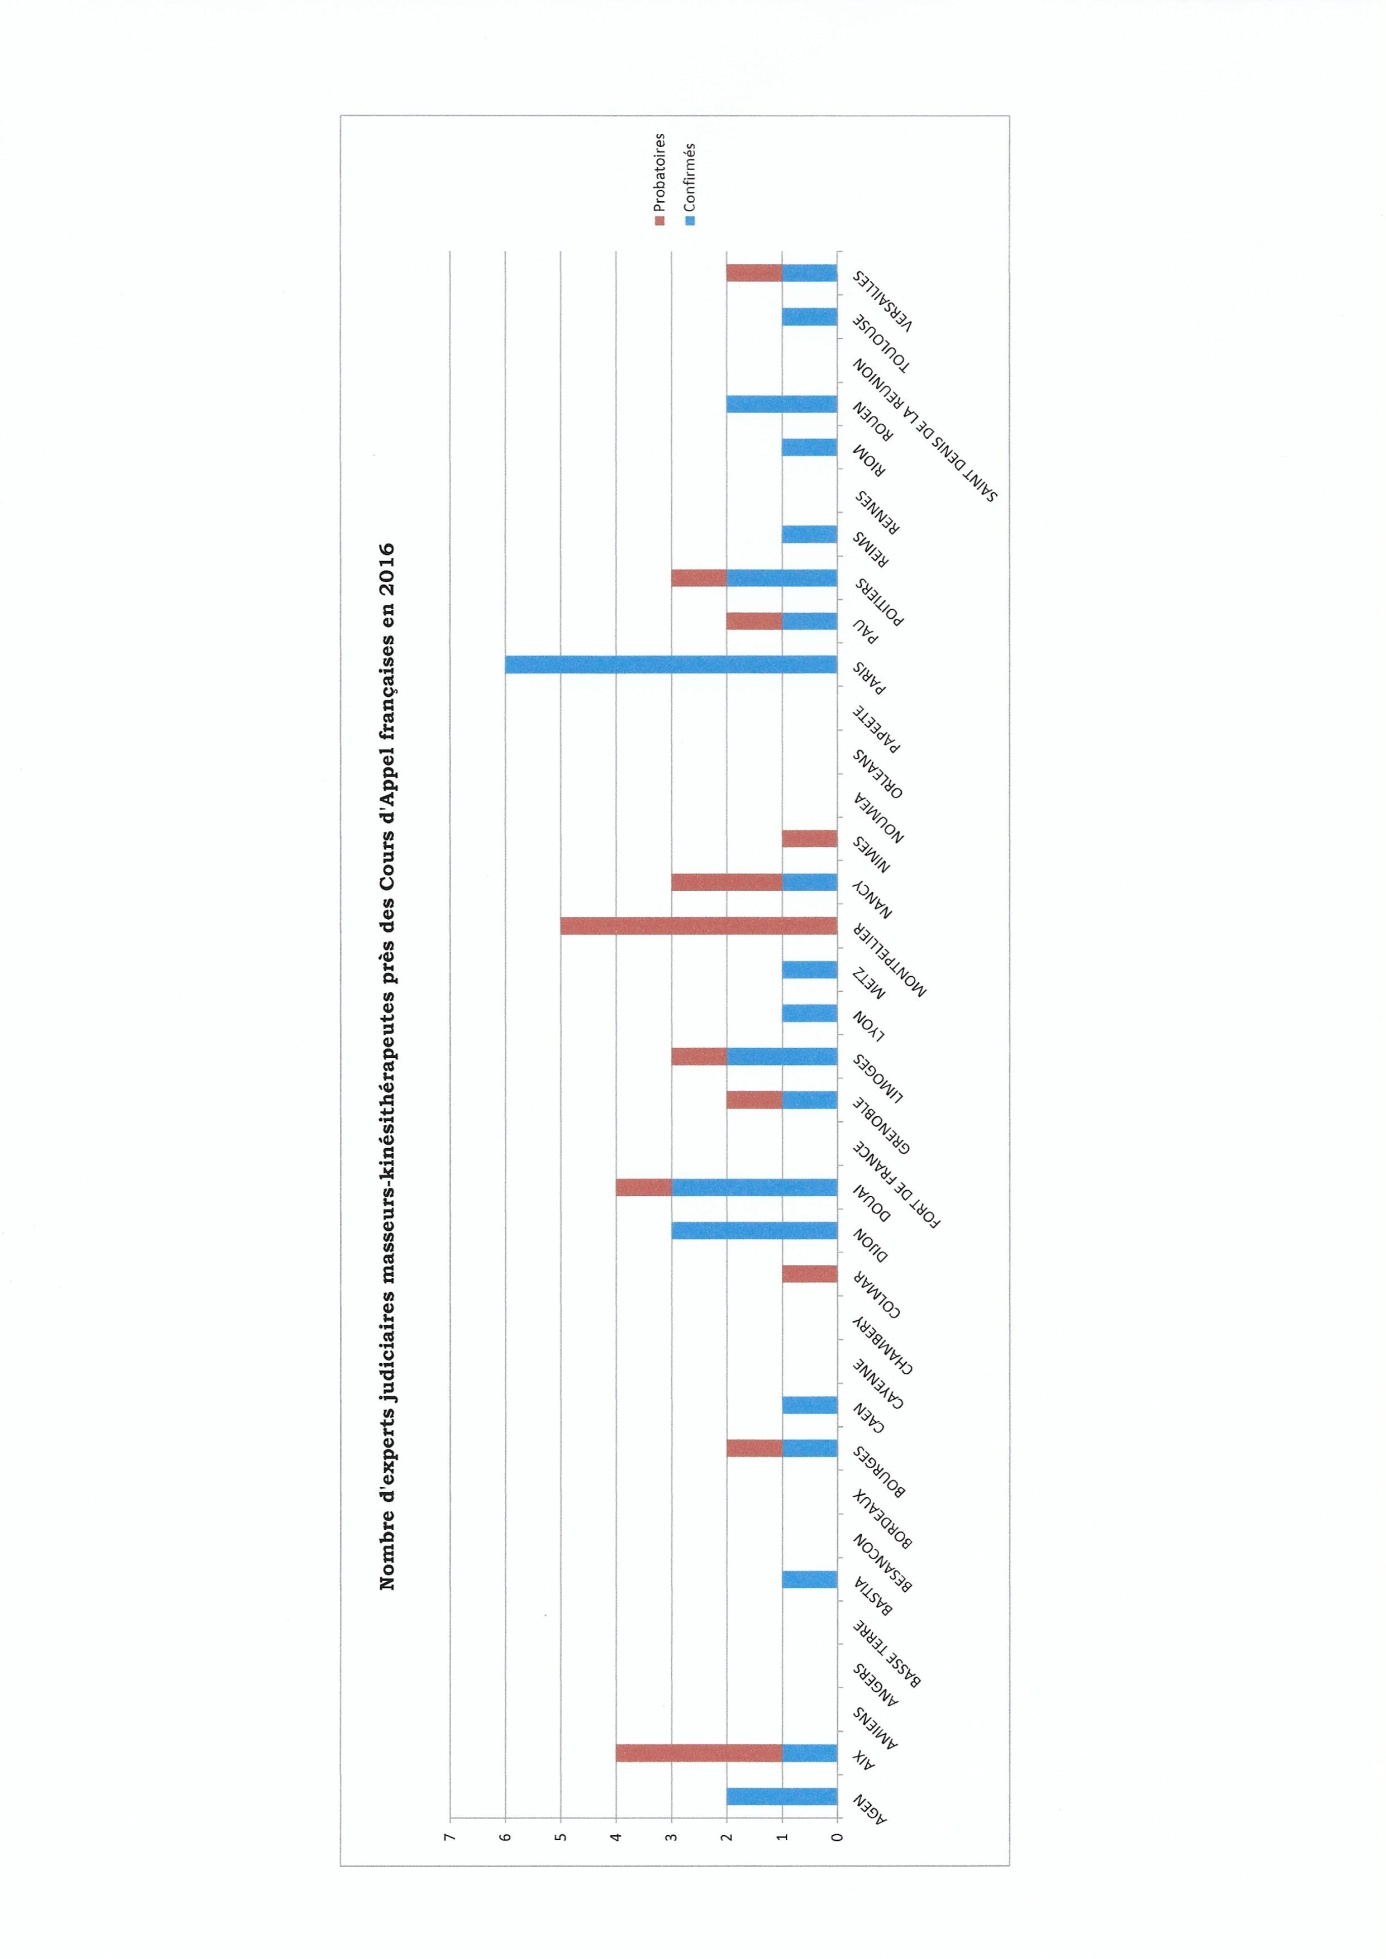 Nombre d'experts judiciaires masseurs-kinésithérapeutes près des Cours d'Appel françaises en 2016
7
6
5
4
3
2
1
0
AGEN
AIX
AMIENS
ANGERS
BASSE TERRE
BASTIA
BESANCON
BORDEAUX
BOURGES
CAEN
CAYENNE
CHAMBERY
COLMAR
DIJON
DOUAI
FORT DE FRANCE
GRENOBLE
LIMOGES
LYON
METZ
MONTPELLIER
NANCY
NIMES
NOUMEA
ORLEANS
PAPEETE
PARIS
PAU
POITIERS
REIMS
RENNES
RIOM
ROUEN
SAINT DENIS DE LA REUNION
TOULOUSE
VERSAILLES
Probatoires
Confirmés